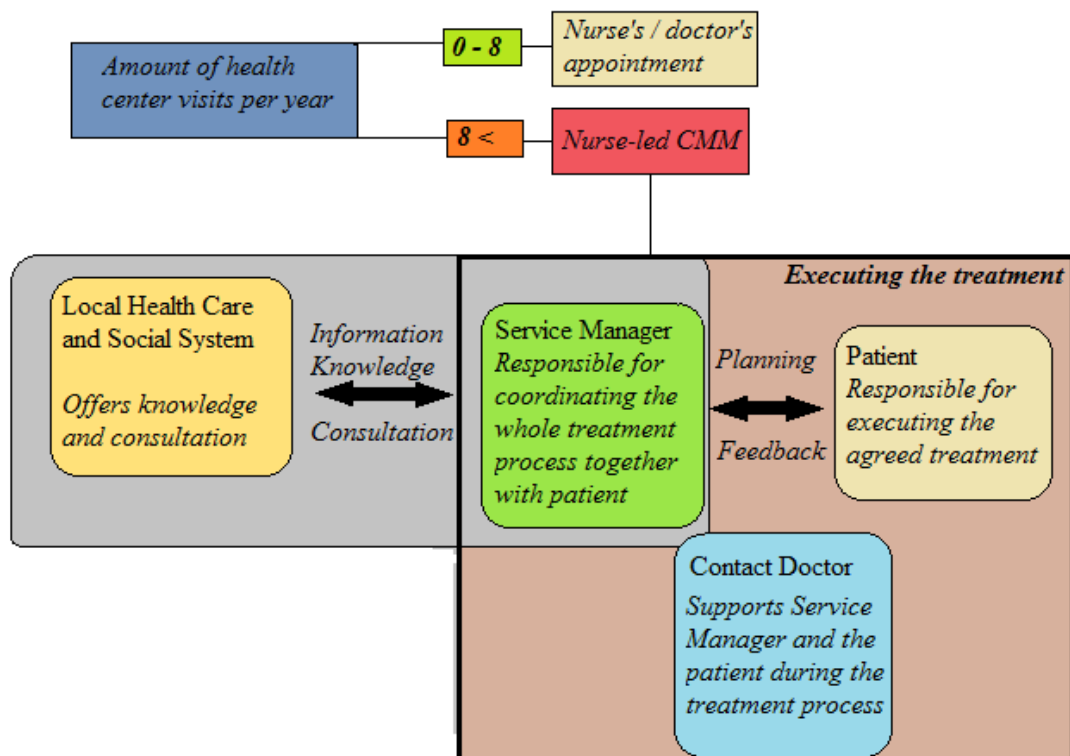 Amount of health
center visits per year
0 - 8
Nurse's / doctor's
appointment
8 <
Nurse-led CMM
Executing the treatment
Local Health Care
and Social System
Offers knowledge
and consultation
Information
Knowledge
Consultation
Service Manager
Responsible for
coordinating the
whole treatment
process together
with patient
Planning
Feedback
Patient
Responsible for
executing the
agreed treatment
Contact Doctor
Supports Service
Manager and the
patient during the
treatment process